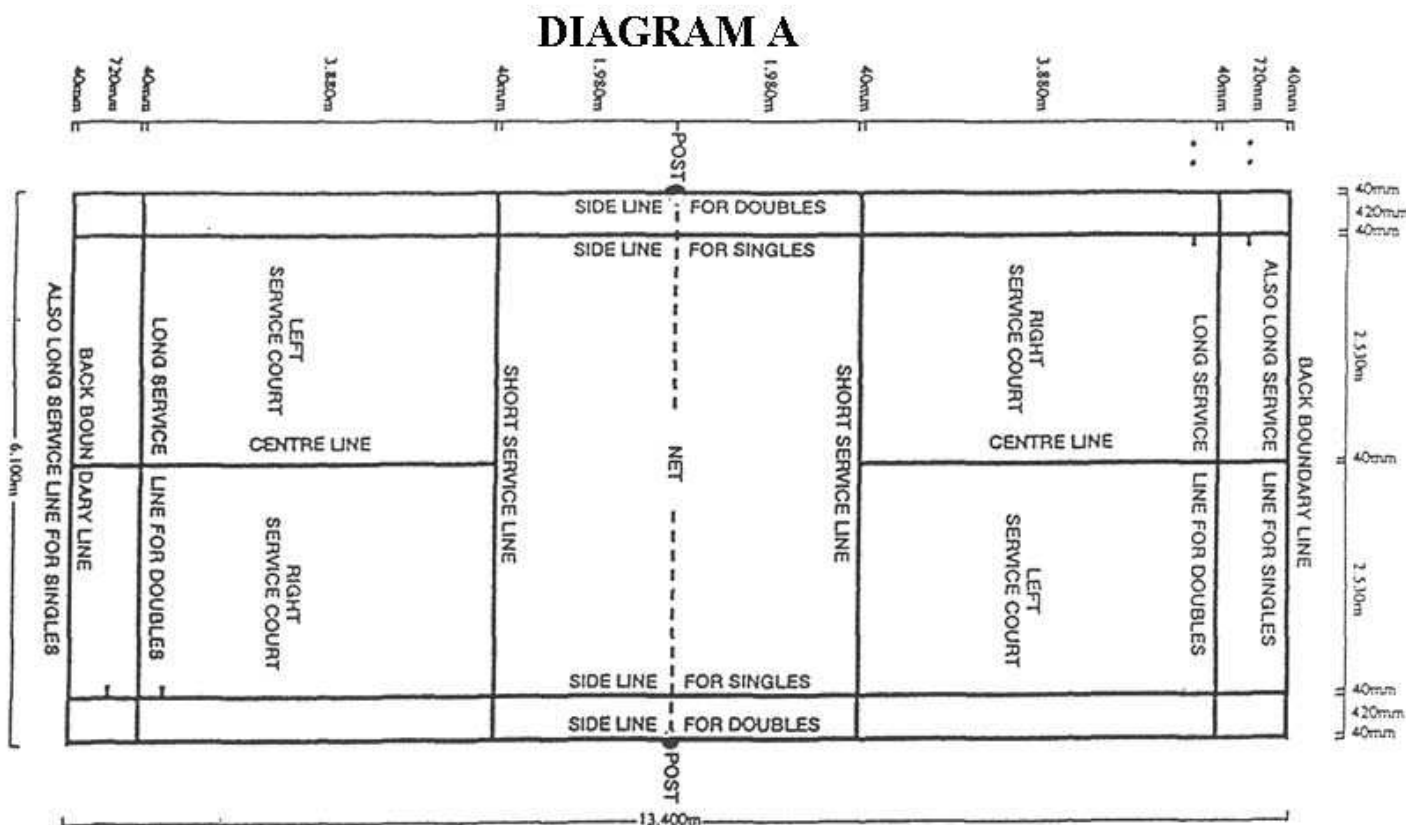 DIAGRAM A
40mm
720mm
40mm
3.880m
40mm
1.980m
1.980m
40mm
3.880m
40mm
720mm
40mm
POST
SIDE LINE FOR DOUBLES
SIDE LINE FOR SINGLES
40mm
420mm
40mm
2.530m
40mm
2.530m
40mm
420mm
40mm
6.100m
ALSO LONG SERVICE LINE FOR SINGLES
BACK BOUNDARY LINE
LONG SERVICE LINE FOR DOUBLES
LEFT
SERVICE COURT
CENTRE LINE
RIGHT
SERVICE COURT
SHORT SERVICE LINE
NET
SHORT SERVICE LINE
RIGHT
SERVICE COURT
CENTRE LINE
LEFT
SERVICE COURT
LONG SERVICE LINE FOR DOUBLES
ALSO LONG SERVICE LINE FOR SINGLES
BACK BOUNDARY LINE
SIDE LINE FOR SINGLES
SIDE LINE FOR DOUBLES
POST
13.400m